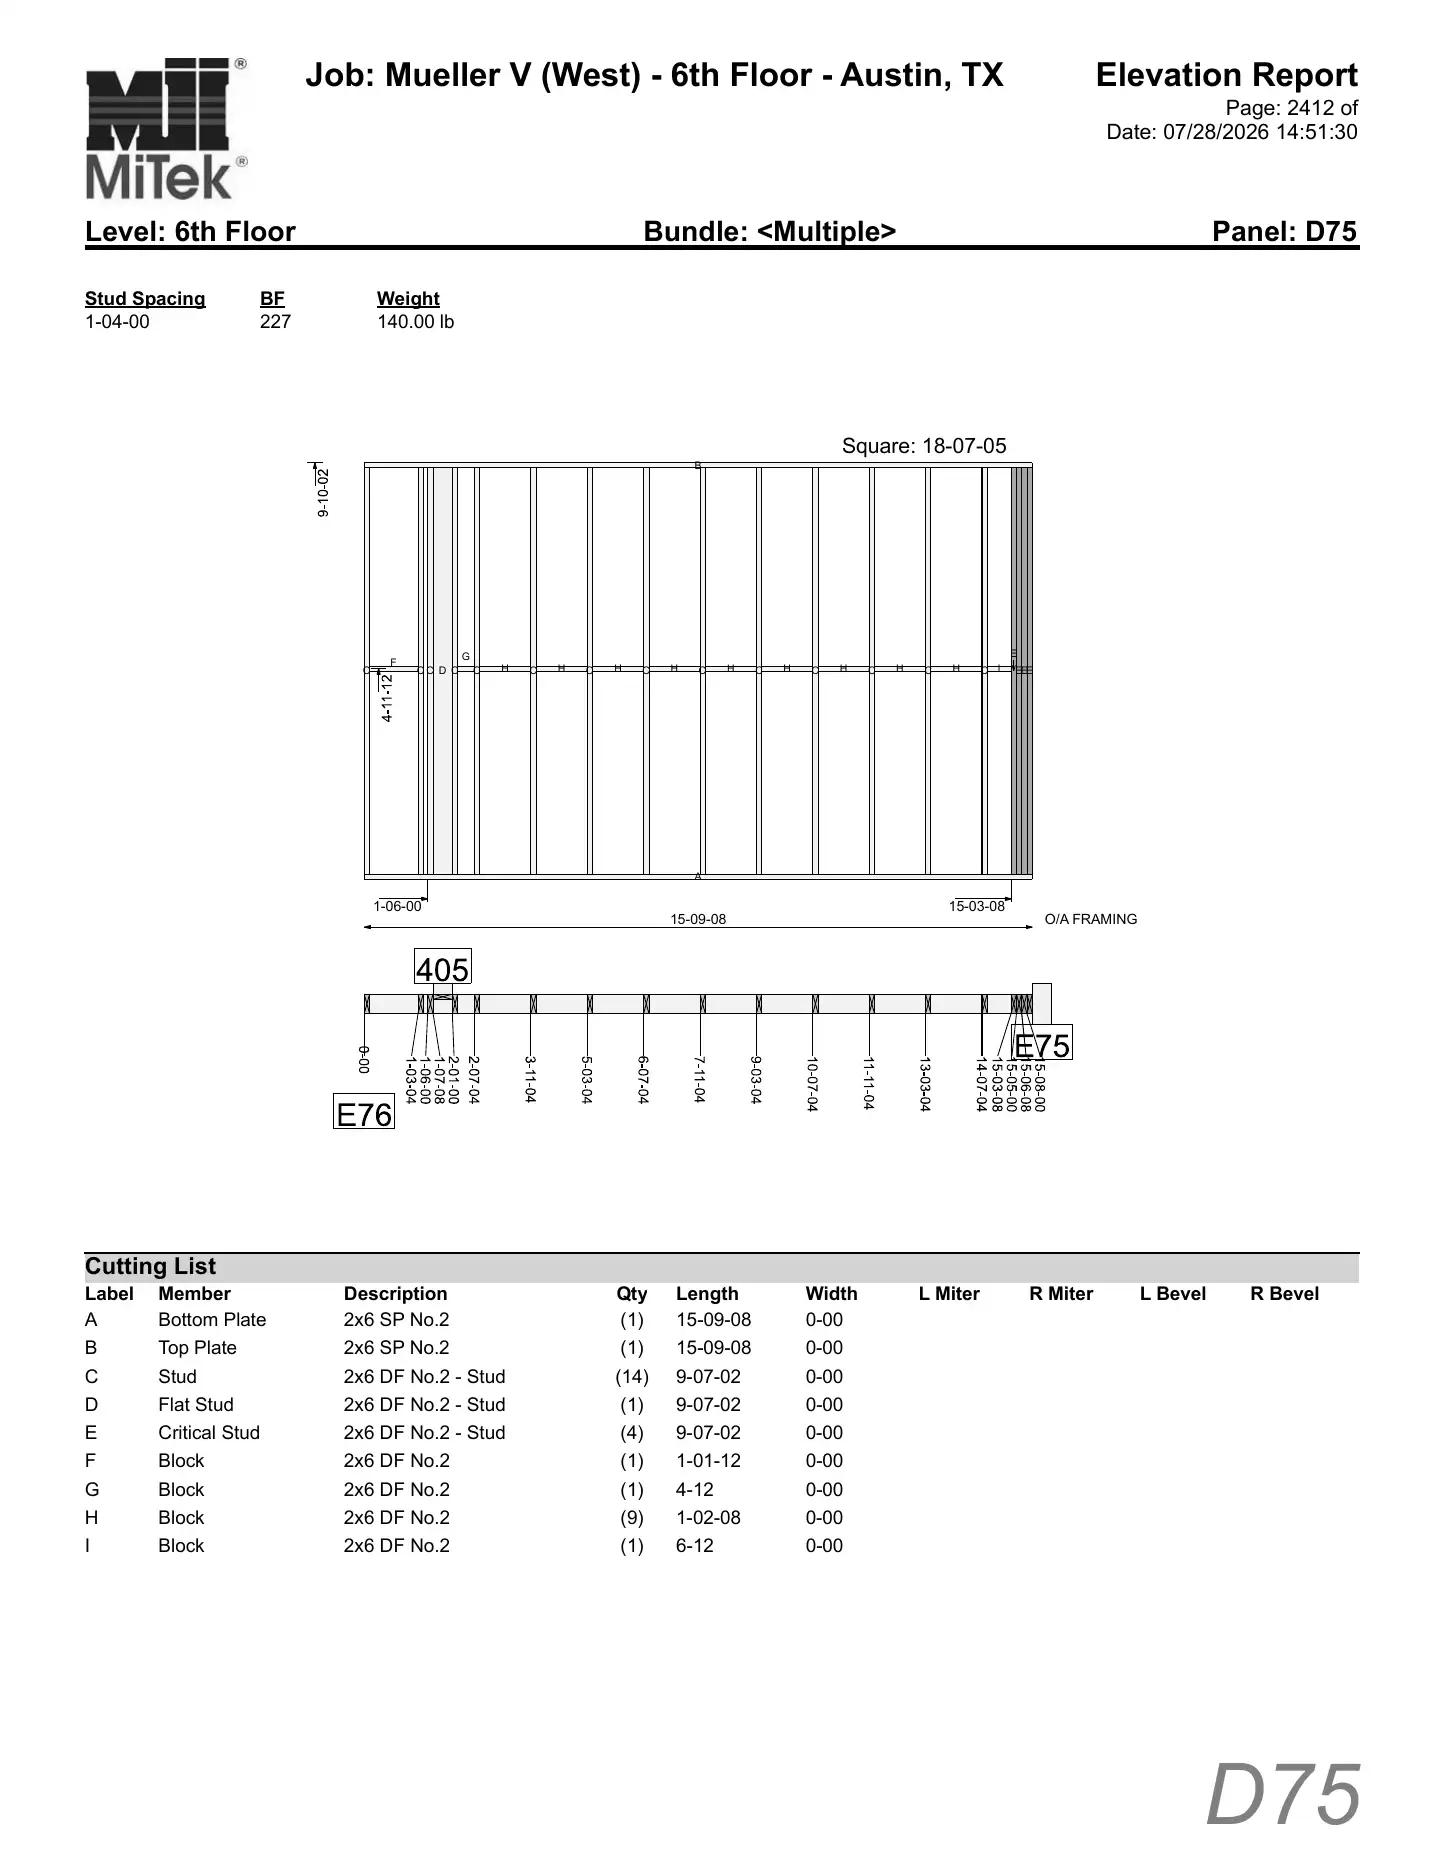 Job: Mueller V (West) - 6th Floor - Austin, TX
Elevation Report
Page: 2412 of
Date: 07/28/2026 14:51:30
MiTek®
Level: 6th Floor Bundle: <Multiple> Panel: D75
Stud Spacing BF Weight
1-04-00 227 140.00 lb
Square: 18-07-05
B
9-10-02
F
G
D
H H H H H H H H H
I
E
4-11-12
A
1-06-00
15-03-08
15-09-08
O/A FRAMING
405
E75
0-00
1-03-04
1-06-00
1-07-08
2-01-00
2-07-04
3-11-04
5-03-04
6-07-04
7-11-04
9-03-04
10-07-04
11-11-04
13-03-04
14-07-04
15-03-08
15-05-00
15-06-08
15-08-00
E76
Cutting List
Label Member Description Qty Length Width L Miter R Miter L Bevel R Bevel
A Bottom Plate 2x6 SP No.2 (1) 15-09-08 0-00
B Top Plate 2x6 SP No.2 (1) 15-09-08 0-00
C Stud 2x6 DF No.2 - Stud (14) 9-07-02 0-00
D Flat Stud 2x6 DF No.2 - Stud (1) 9-07-02 0-00
E Critical Stud 2x6 DF No.2 - Stud (4) 9-07-02 0-00
F Block 2x6 DF No.2 (1) 1-01-12 0-00
G Block 2x6 DF No.2 (1) 4-12 0-00
H Block 2x6 DF No.2 (9) 1-02-08 0-00
I Block 2x6 DF No.2 (1) 6-12 0-00
D75